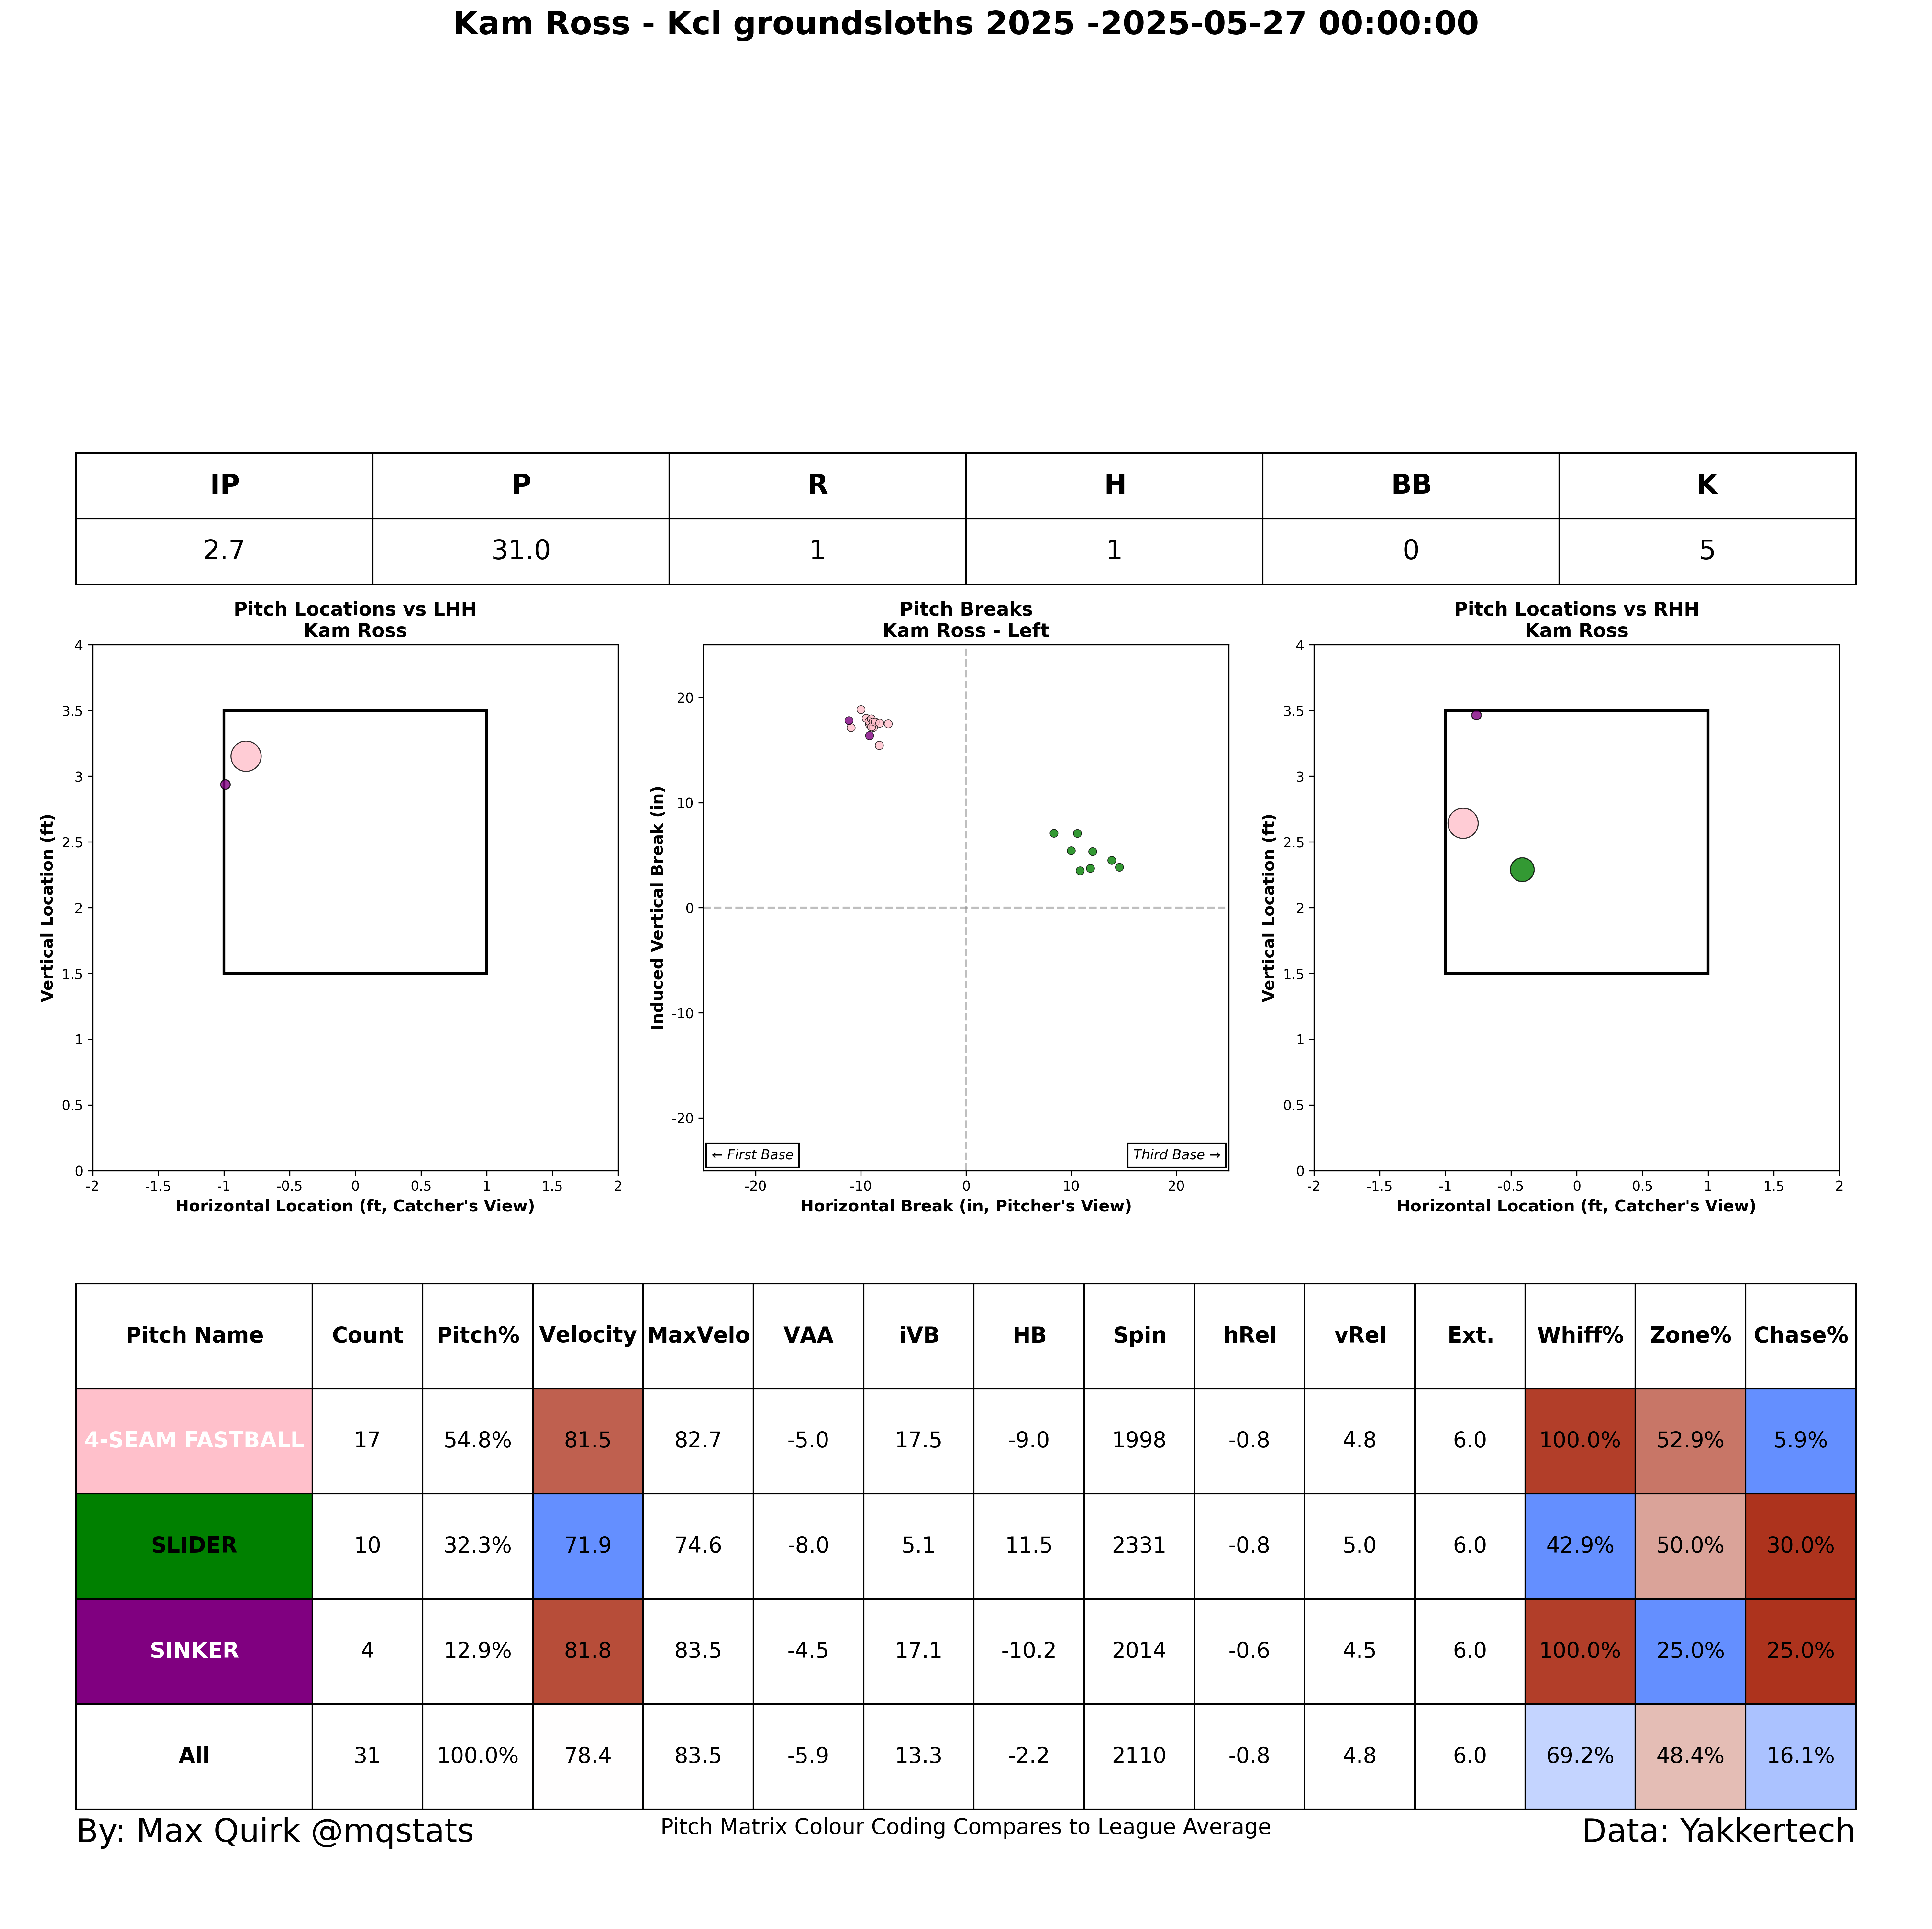 Kam Ross - Kcl groundsloths 2025 -2025-05-27 00:00:00
IP P R H BB K
2.7 31.0 1 1 0 5
Pitch Locations vs LHH
Kam Ross
4
3.5
3
2.5
2
1.5
1
0.5
0
-2 -1.5 -1 -0.5 0 0.5 1 1.5 2
Vertical Location (ft)
Horizontal Location (ft, Catcher's View)
Pitch Breaks
Kam Ross - Left
20
10
0
-10
-20
← First Base
Third Base →
-20 -10 0 10 20
Induced Vertical Break (in)
Horizontal Break (in, Pitcher's View)
Pitch Locations vs RHH
Kam Ross
4
3.5
3
2.5
2
1.5
1
0.5
0
-2 -1.5 -1 -0.5 0 0.5 1 1.5 2
Vertical Location (ft)
Horizontal Location (ft, Catcher's View)
Pitch Name Count Pitch% Velocity MaxVelo VAA iVB HB Spin hRel vRel Ext. Whiff% Zone% Chase%
4-SEAM FASTBALL 17 54.8% 81.5 82.7 -5.0 17.5 -9.0 1998 -0.8 4.8 6.0 100.0% 52.9% 5.9%
SLIDER 10 32.3% 71.9 74.6 -8.0 5.1 11.5 2331 -0.8 5.0 6.0 42.9% 50.0% 30.0%
SINKER 4 12.9% 81.8 83.5 -4.5 17.1 -10.2 2014 -0.6 4.5 6.0 100.0% 25.0% 25.0%
All 31 100.0% 78.4 83.5 -5.9 13.3 -2.2 2110 -0.8 4.8 6.0 69.2% 48.4% 16.1%
By: Max Quirk @mqstats
Pitch Matrix Colour Coding Compares to League Average
Data: Yakkertech